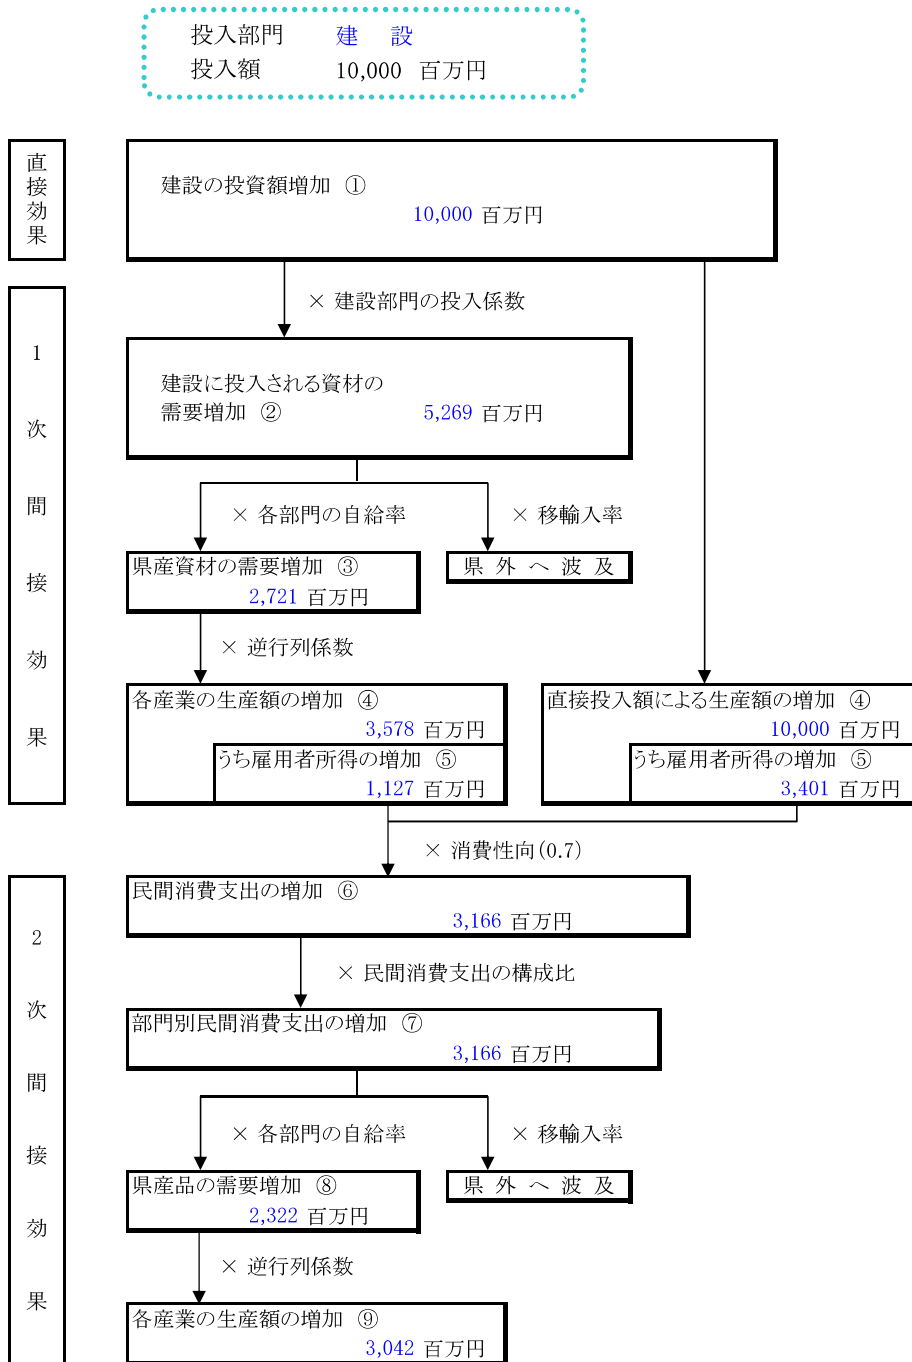 投入部門 建 設
投入額 10,000 百万円
直接効果
建設の投資額増加 ①
10,000 百万円
1次間接効果
× 建設部門の投入係数
建設に投入される資材の
需要増加 ② 5,269 百万円
× 各部門の自給率 × 移輸入率
県産資材の需要増加 ③ 県 外 へ 波 及
2,721 百万円
× 逆行列係数
各産業の生産額の増加 ④ 直接投入額による生産額の増加 ④
3,578 百万円 10,000 百万円
うち雇用者所得の増加 ⑤ うち雇用者所得の増加 ⑤
1,127 百万円 3,401 百万円
× 消費性向(0.7)
2次間接効果
民間消費支出の増加 ⑥
3,166 百万円
× 民間消費支出の構成比
部門別民間消費支出の増加 ⑦
3,166 百万円
× 各部門の自給率 × 移輸入率
県産品の需要増加 ⑧ 県 外 へ 波 及
2,322 百万円
× 逆行列係数
各産業の生産額の増加 ⑨
3,042 百万円